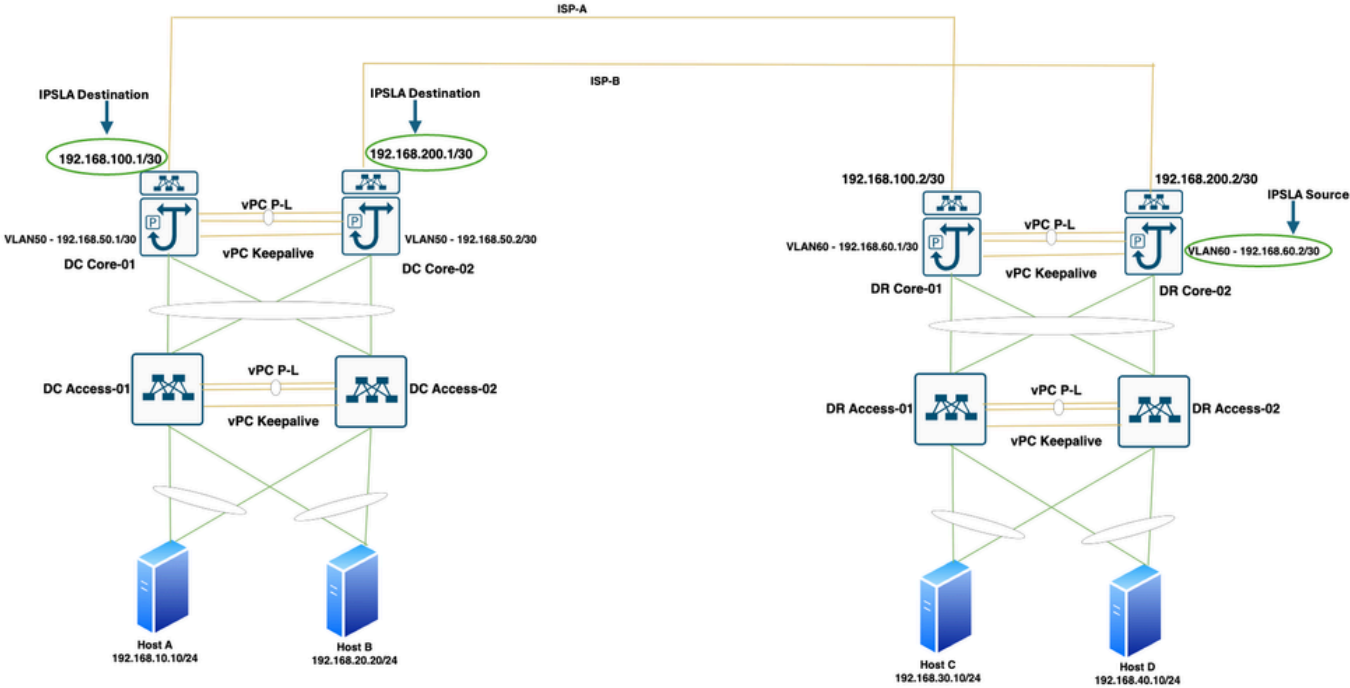 ISP-A
ISP-B
IPSLA Destination
IPSLA Destination
192.168.100.1/30
192.168.200.1/30
192.168.100.2/30
192.168.200.2/30
IPSLA Source
vPC P-L
vPC P-L
VLAN50 - 192.168.50.1/30
VLAN50 - 192.168.50.2/30
VLAN60 - 192.168.60.1/30
VLAN60 - 192.168.60.2/30
P
P
P
P
vPC Keepalive
vPC Keepalive
DC Core-01
DC Core-02
DR Core-01
DR Core-02
vPC P-L
vPC P-L
DC Access-01
DC Access-02
DR Access-01
DR Access-02
vPC Keepalive
vPC Keepalive
Host A
192.168.10.10/24
Host B
192.168.20.20/24
Host C
192.168.30.10/24
Host D
192.168.40.10/24